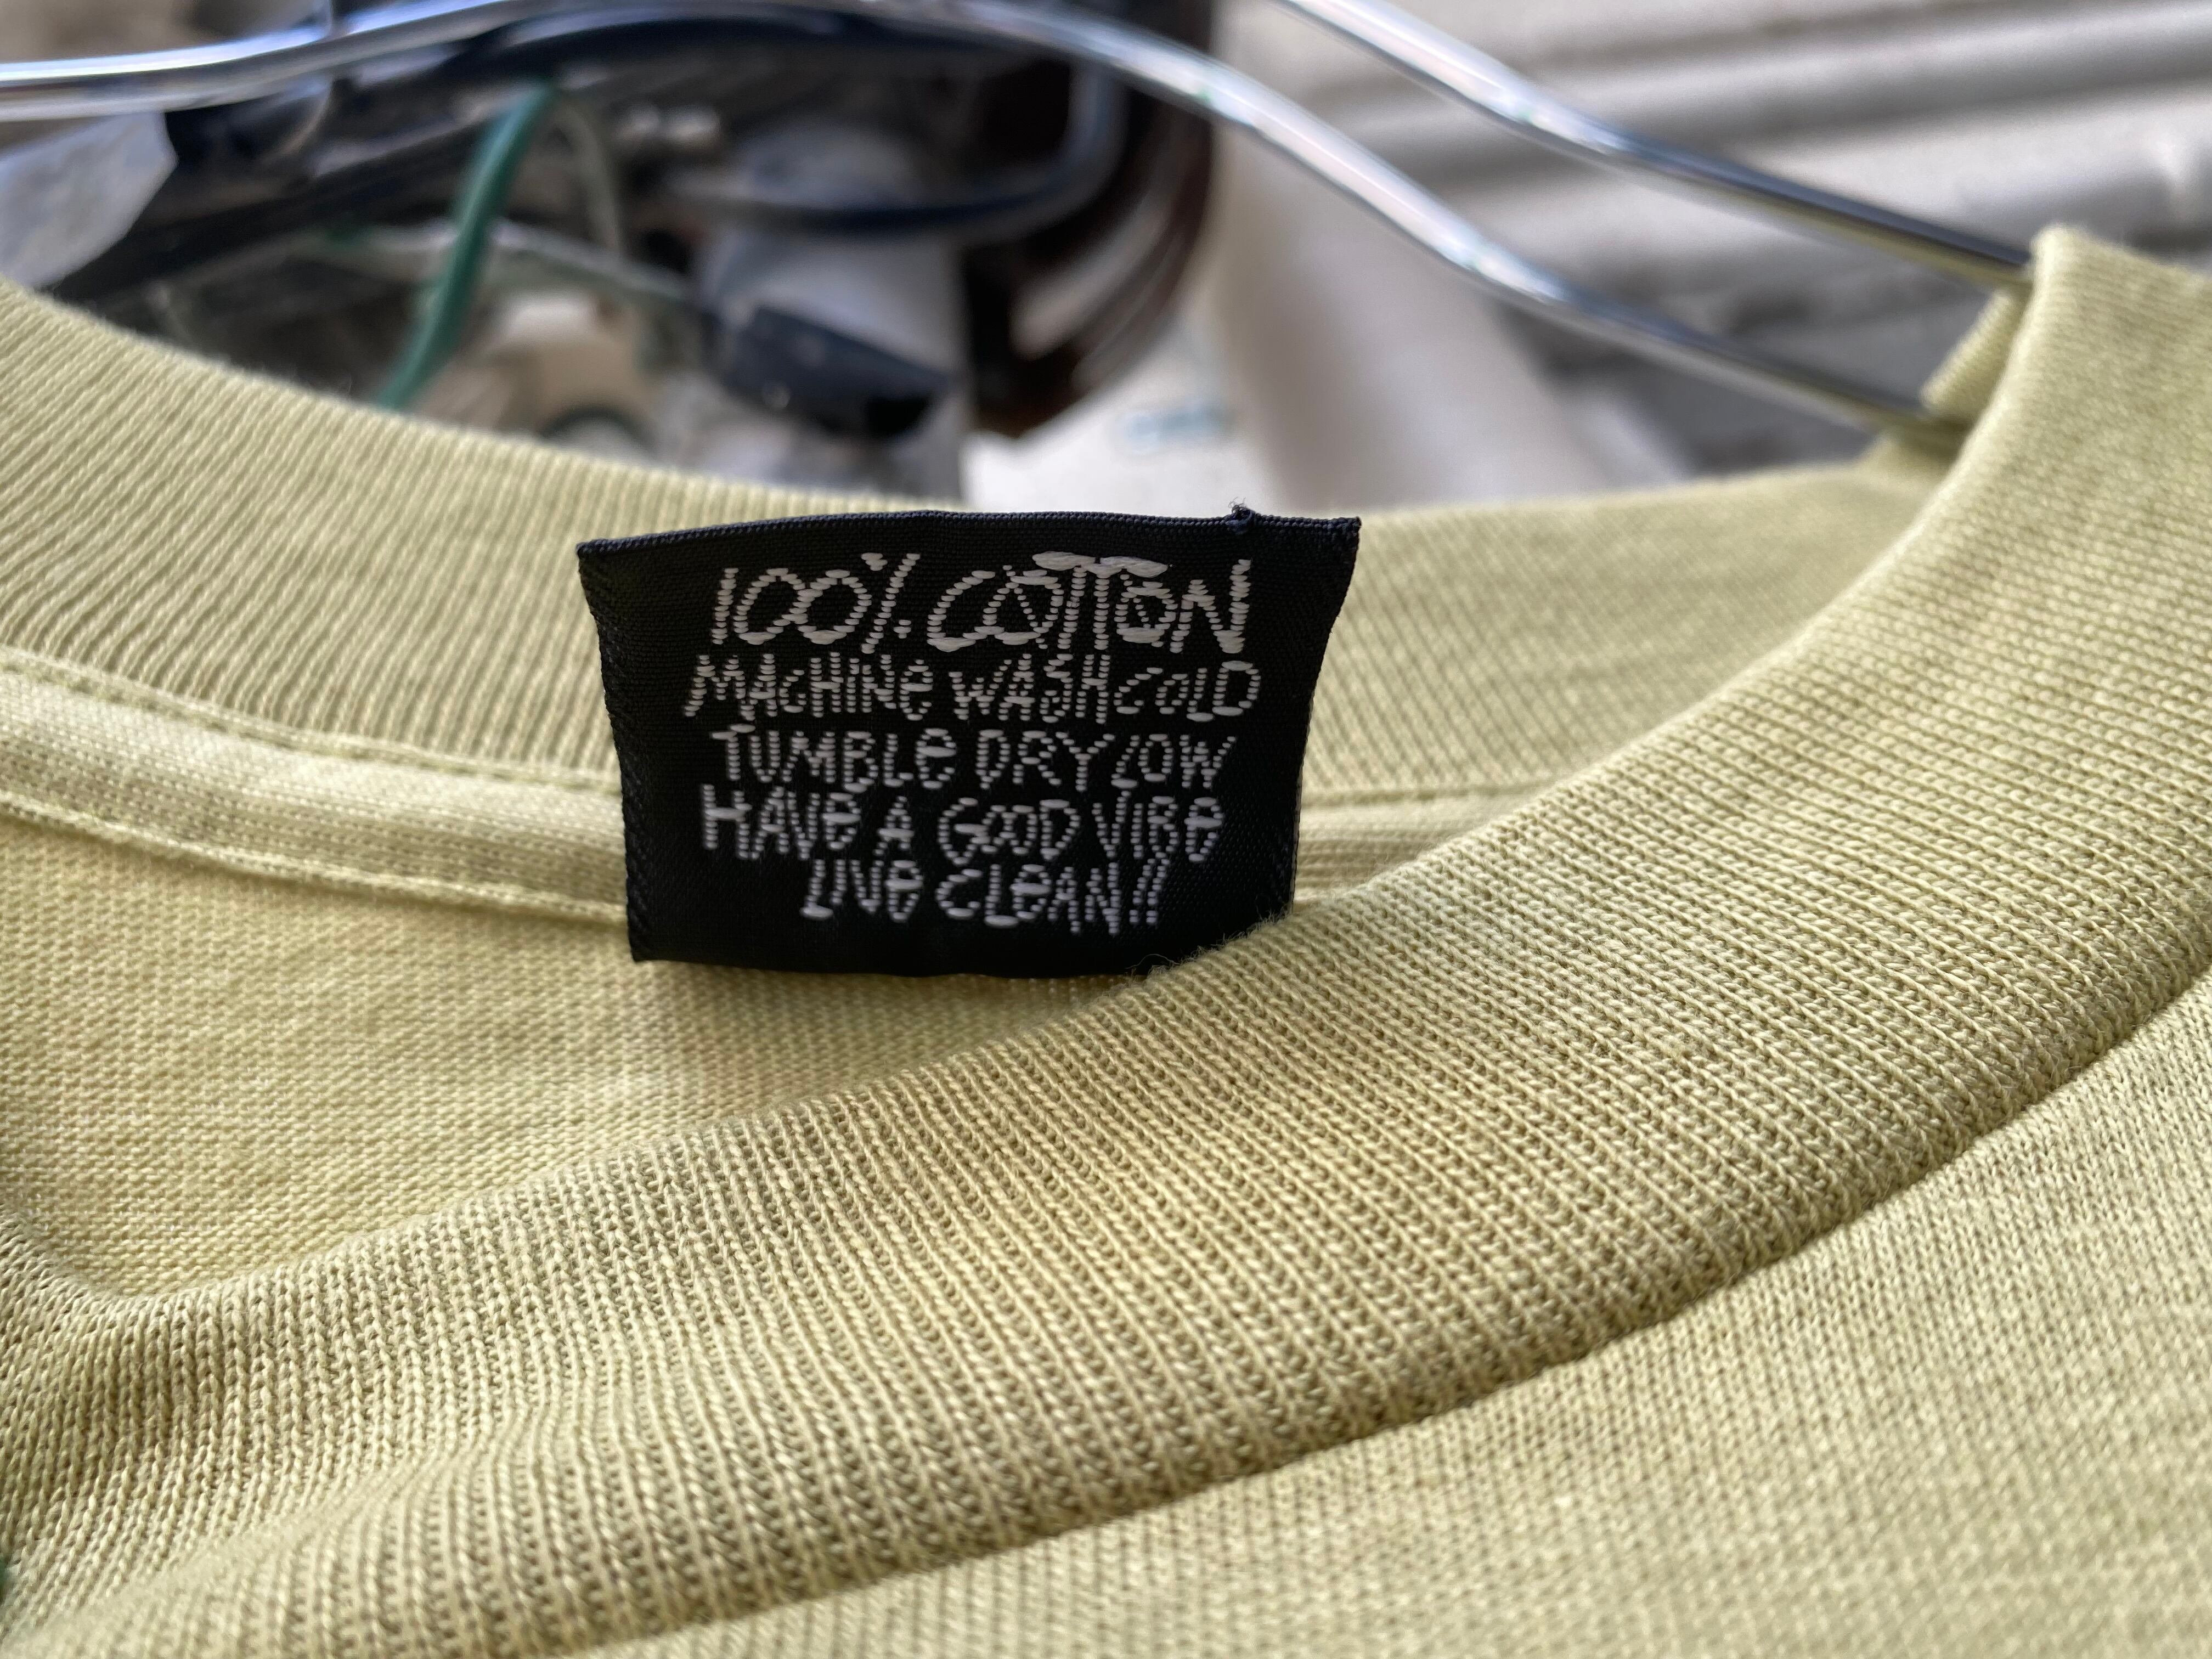 100% COTTON
MACHINE WASH COLD
TUMBLE DRY LOW
HAVE A GOOD VIBE
LIVE CLEAN!!